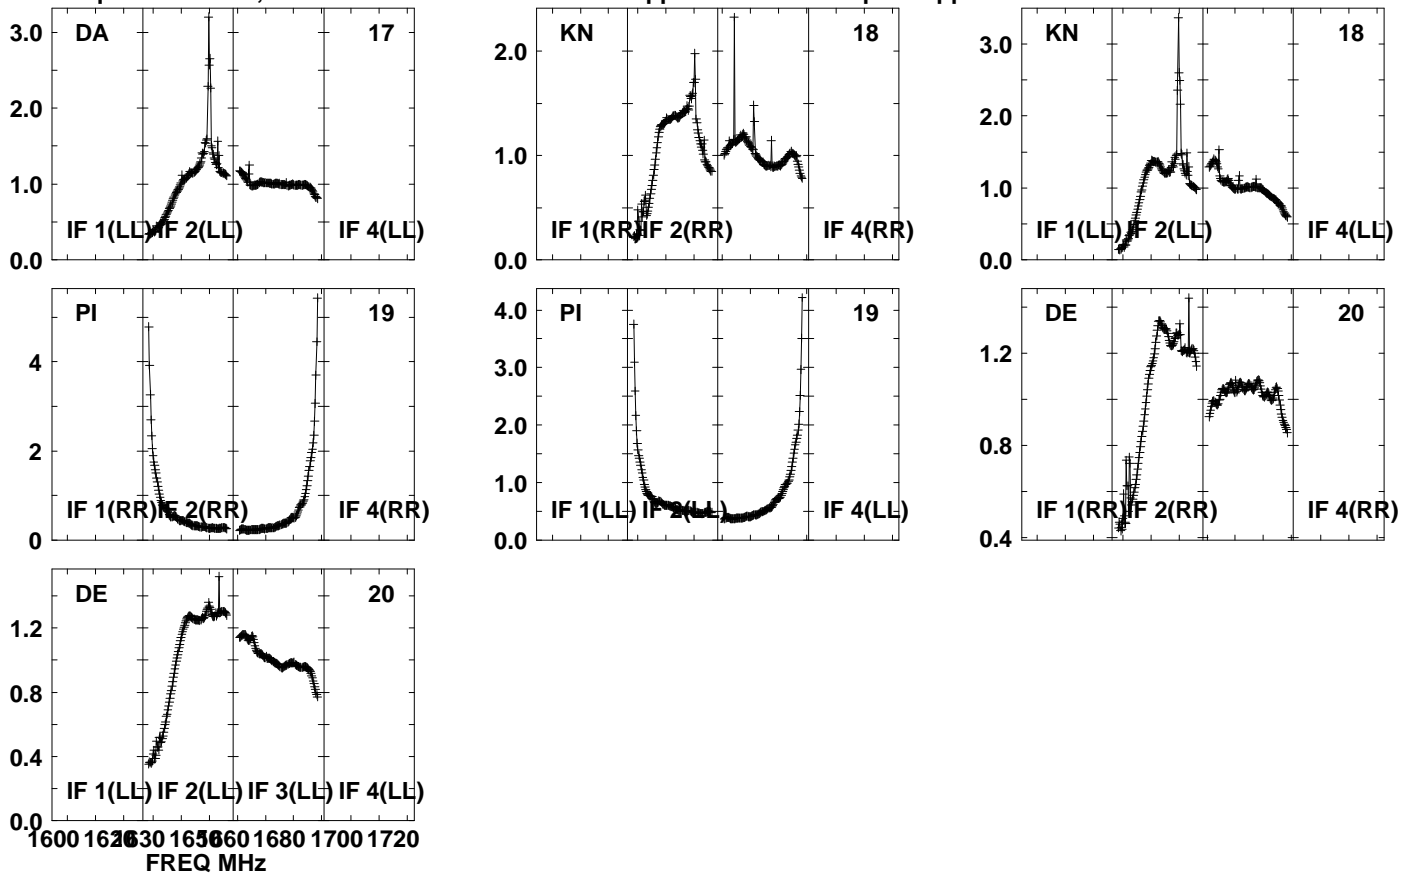 DA 17
3.0
2.0
1.0
0.0
IF 1(LL) IF 2(LL) IF 4(LL)
KN 18
2.0
1.0
0.0
IF 1(RR) IF 2(RR) IF 4(RR)
KN 18
3.0
2.0
1.0
0.0
IF 1(LL) IF 2(LL) IF 4(LL)
PI 19
4
2
0
IF 1(RR) IF 2(RR) IF 4(RR)
PI 19
4.0
3.0
2.0
1.0
0.0
IF 1(LL) IF 2(LL) IF 4(LL)
DE 20
1.2
0.8
0.4
IF 1(RR) IF 2(RR) IF 4(RR)
DE 20
1.2
0.8
0.4
0.0
IF 1(LL) IF 2(LL) IF 3(LL) IF 4(LL)
1600 1620 1630 1650 1660 1680 1700 1720
FREQ MHz